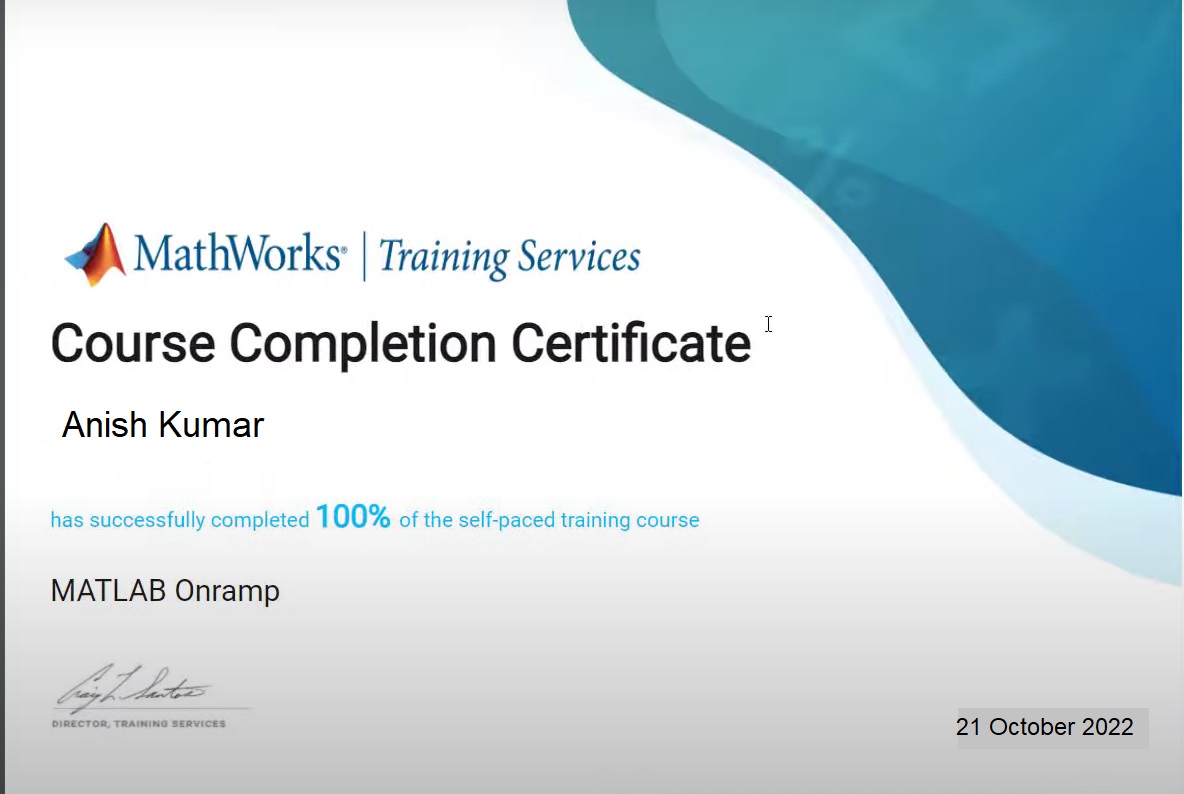 MathWorks® | Training Services
Course Completion Certificate
Anish Kumar
has successfully completed 100% of the self-paced training course
MATLAB Onramp
Craig L. Santos
DIRECTOR, TRAINING SERVICES
21 October 2022